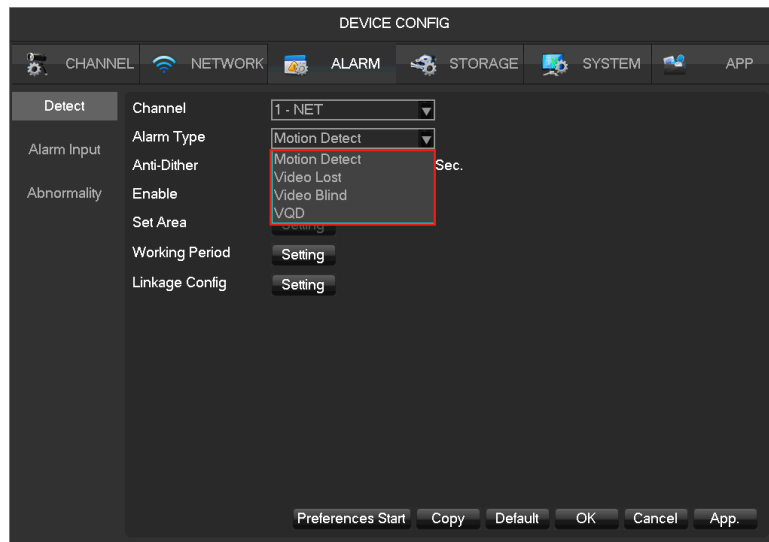 DEVICE CONFIG
CHANNEL NETWORK ALARM STORAGE SYSTEM APP
Detect
Alarm Input
Abnormality
Channel 1 - NET
Alarm Type Motion Detect
Anti-Dither Sec.
Motion Detect
Video Lost
Video Blind
VQD
Enable
Set Area Setting
Working Period Setting
Linkage Config Setting
Preferences Start Copy Default OK Cancel App.